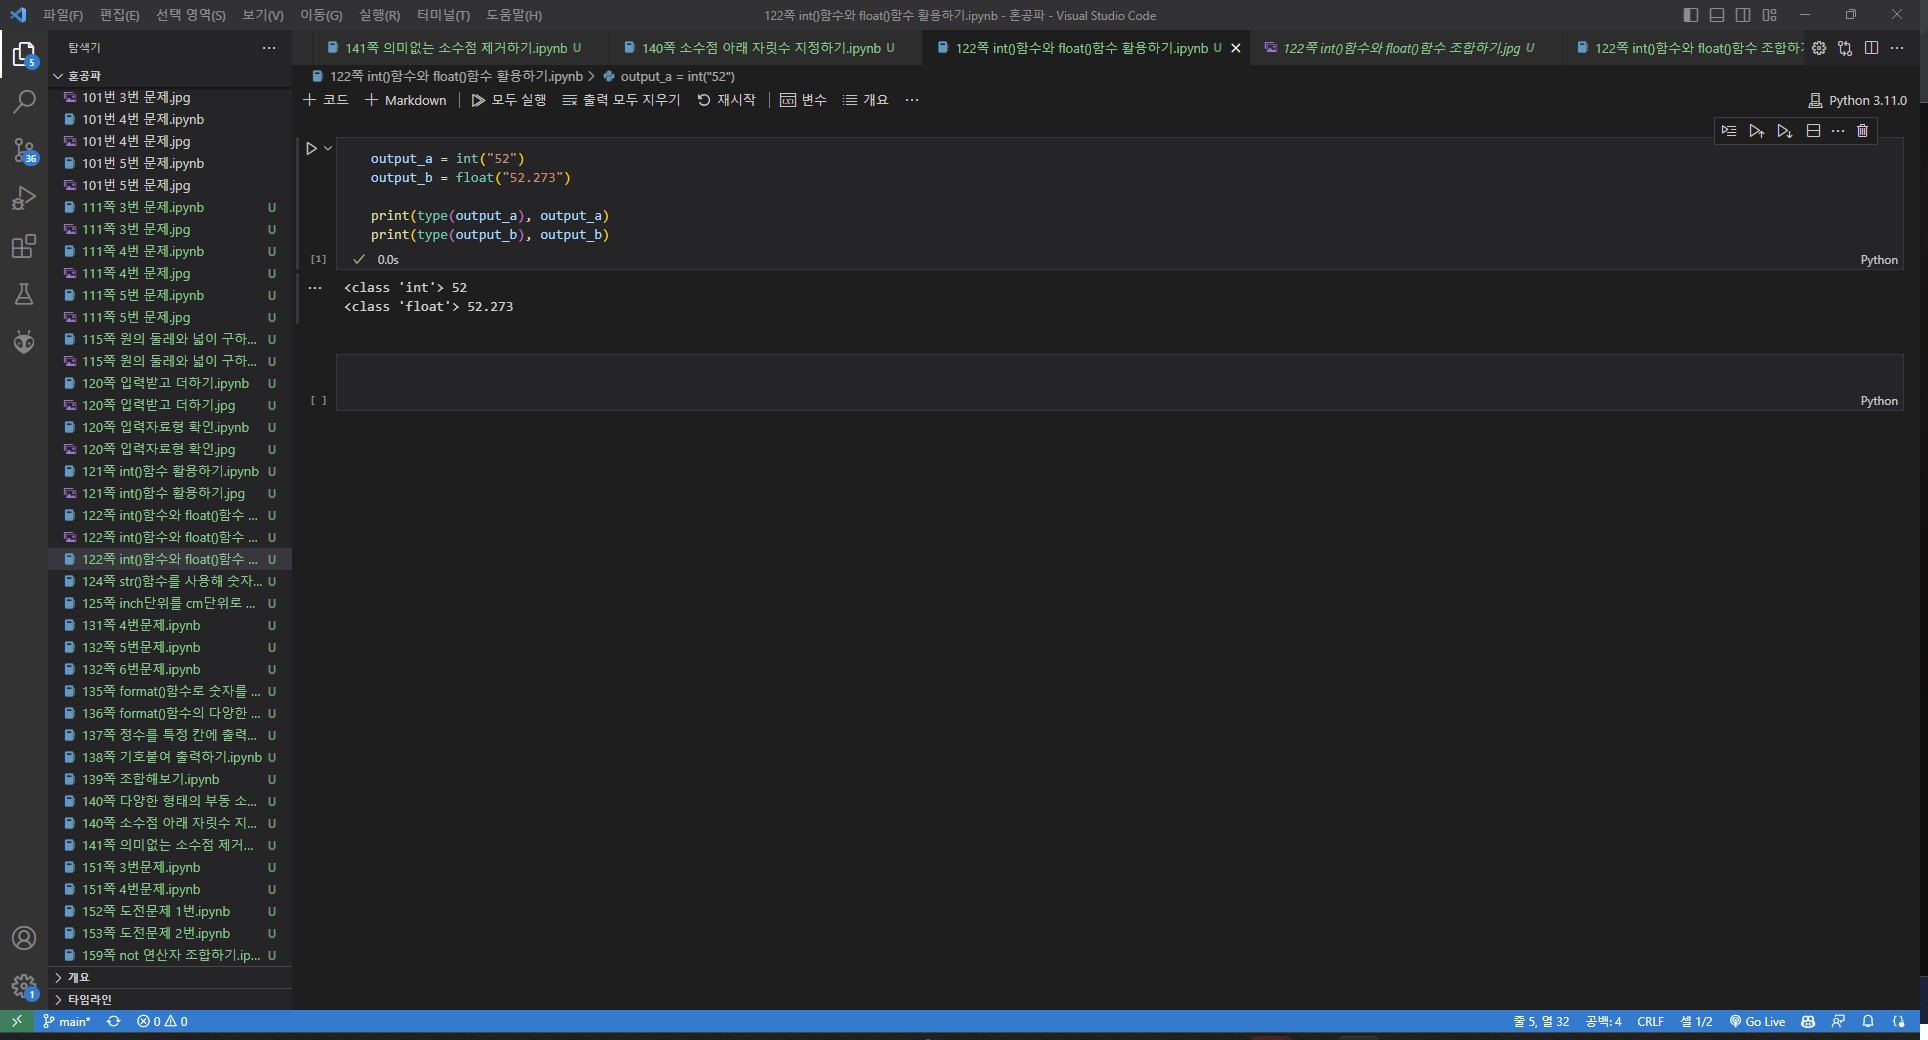 파일(F) 편집(E) 선택 영역(S) 보기(V) 이동(G) 실행(R) 터미널(T) 도움말(H)
122쪽 int()함수와 float()함수 활용하기.ipynb - 혼공파 - Visual Studio Code
탐색기
141쪽 의미없는 소수점 제거하기.ipynb U
140쪽 소수점 아래 자릿수 지정하기.ipynb U
122쪽 int()함수와 float()함수 활용하기.ipynb U
122쪽 int()함수와 float()함수 조합하기.jpg U
122쪽 int()함수와 float()함수 조합하
혼공파
122쪽 int()함수와 float()함수 활용하기.ipynb > output_a = int("52")
코드 Markdown 모두 실행 출력 모두 지우기 재시작 변수 개요 ...
Python 3.11.0
101번 3번 문제.jpg
101번 4번 문제.ipynb
101번 4번 문제.jpg
101번 5번 문제.ipynb
101번 5번 문제.jpg
111쪽 3번 문제.ipynb U
111쪽 3번 문제.jpg U
111쪽 4번 문제.ipynb U
111쪽 4번 문제.jpg U
111쪽 5번 문제.ipynb U
111쪽 5번 문제.jpg U
115쪽 원의 둘레와 넓이 구하... U
115쪽 원의 둘레와 넓이 구하... U
120쪽 입력받고 더하기.ipynb U
120쪽 입력받고 더하기.jpg U
120쪽 입력자료형 확인.ipynb U
120쪽 입력자료형 확인.jpg U
121쪽 int()함수 활용하기.ipynb U
121쪽 int()함수 활용하기.jpg U
122쪽 int()함수와 float()함수 ... U
122쪽 int()함수와 float()함수 ... U
122쪽 int()함수와 float()함수 ... U
124쪽 str()함수를 사용해 숫자... U
125쪽 inch단위를 cm단위로 ... U
131쪽 4번문제.ipynb U
132쪽 5번문제.ipynb U
132쪽 6번문제.ipynb U
135쪽 format()함수로 숫자를 ... U
136쪽 format()함수의 다양한 ... U
137쪽 정수를 특정 칸에 출력... U
138쪽 기호붙여 출력하기.ipynb U
139쪽 조합해보기.ipynb U
140쪽 다양한 형태의 부동 소... U
140쪽 소수점 아래 자릿수 지... U
141쪽 의미없는 소수점 제거... U
151쪽 3번문제.ipynb U
151쪽 4번문제.ipynb U
152쪽 도전문제 1번.ipynb U
153쪽 도전문제 2번.ipynb U
159쪽 not 연산자 조합하기.ip... U
개요
타임라인
5
36
1
output_a = int("52")
output_b = float("52.273")
print(type(output_a), output_a)
print(type(output_b), output_b)
[1] 0.0s Python
<class 'int'> 52
<class 'float'> 52.273
[ ] Python
main* 0 0
줄 5, 열 32 공백: 4 CRLF 셀 1/2 Go Live